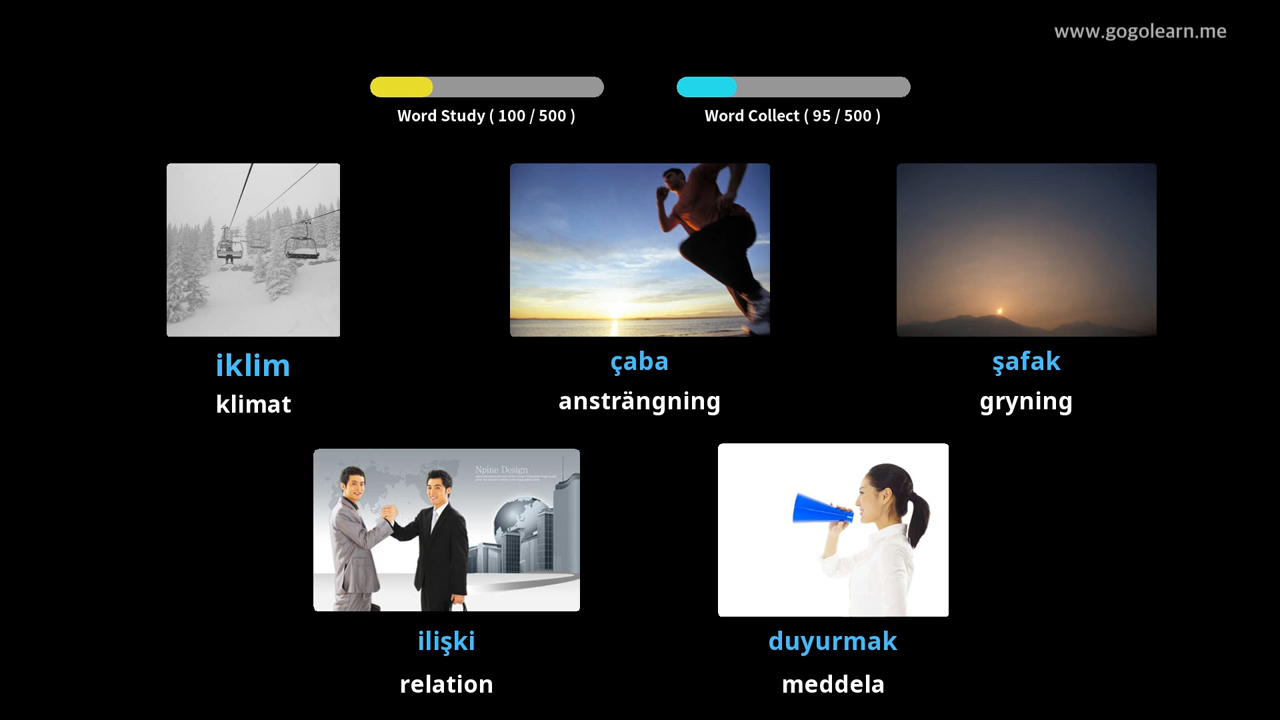 www.gogolearn.me
Word Study ( 100 / 500 )
Word Collect ( 95 / 500 )
iklim
klimat
çaba
ansträngning
şafak
gryning
Npine Design
ilişki
relation
duyurmak
meddela